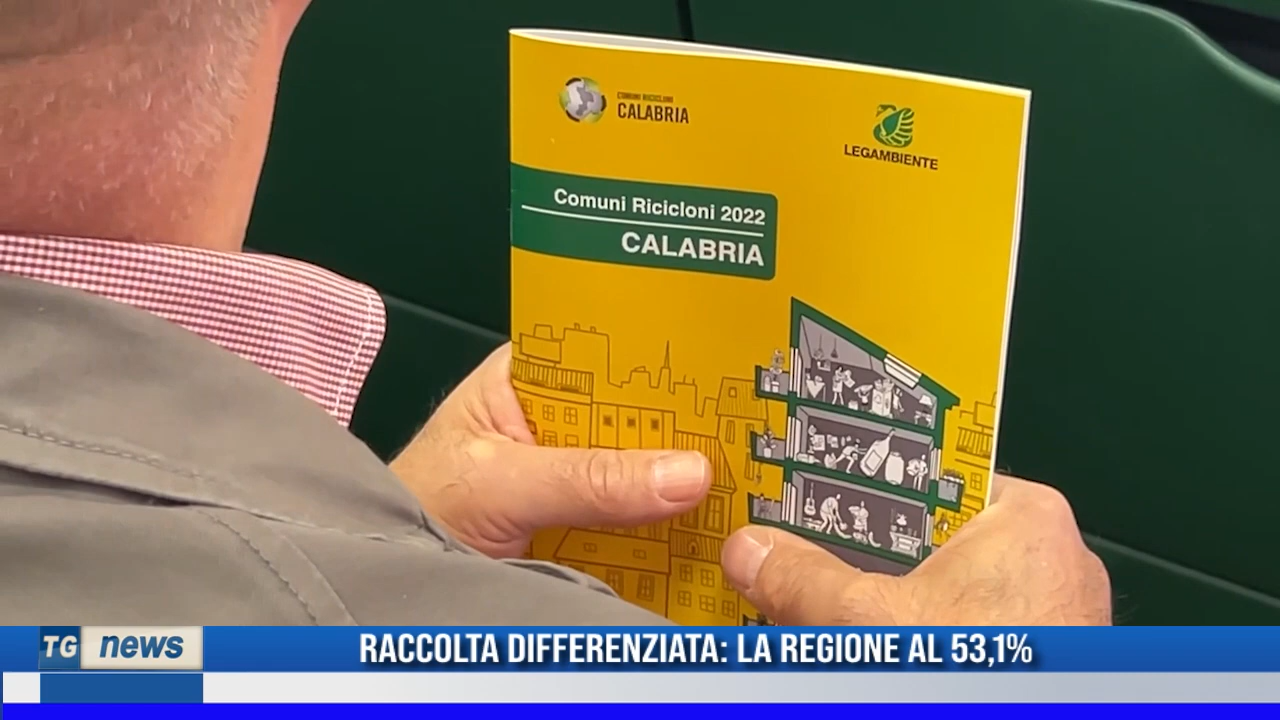 COMUNI RICICLONI
CALABRIA
LEGAMBIENTE
Comuni Ricicloni 2022
CALABRIA
TG news
RACCOLTA DIFFERENZIATA: LA REGIONE AL 53,1%